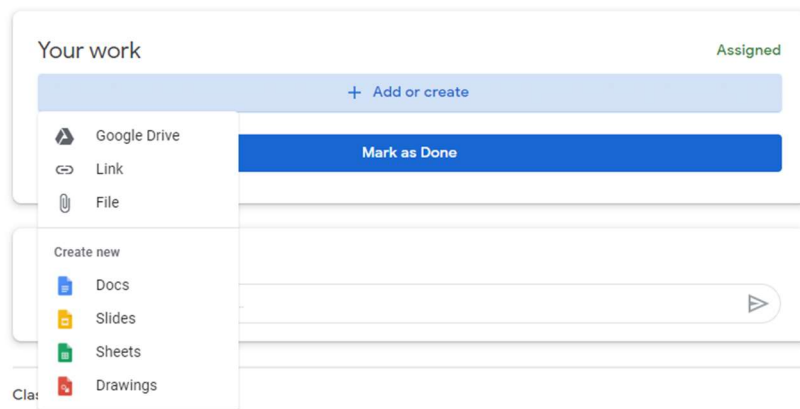 Your work
Assigned
+ Add or create
Google Drive
Mark as Done
Link
File
Create new
Docs
Slides
Sheets
Drawings